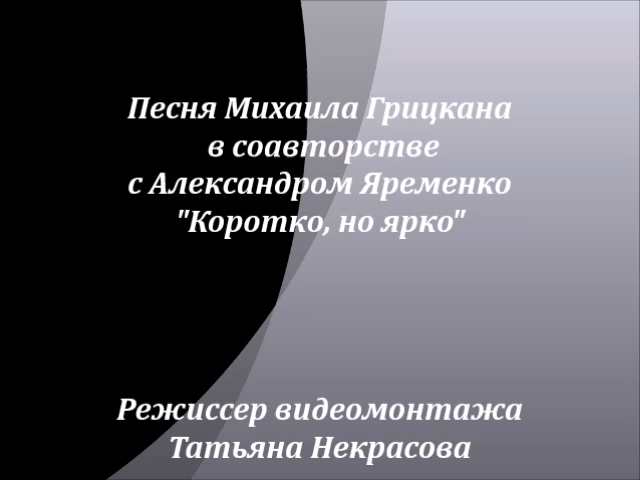 Песня Михаила Грицкана
в соавторстве
с Александром Яременко
"Коротко, но ярко"
Режиссер видеомонтажа
Татьяна Некрасова